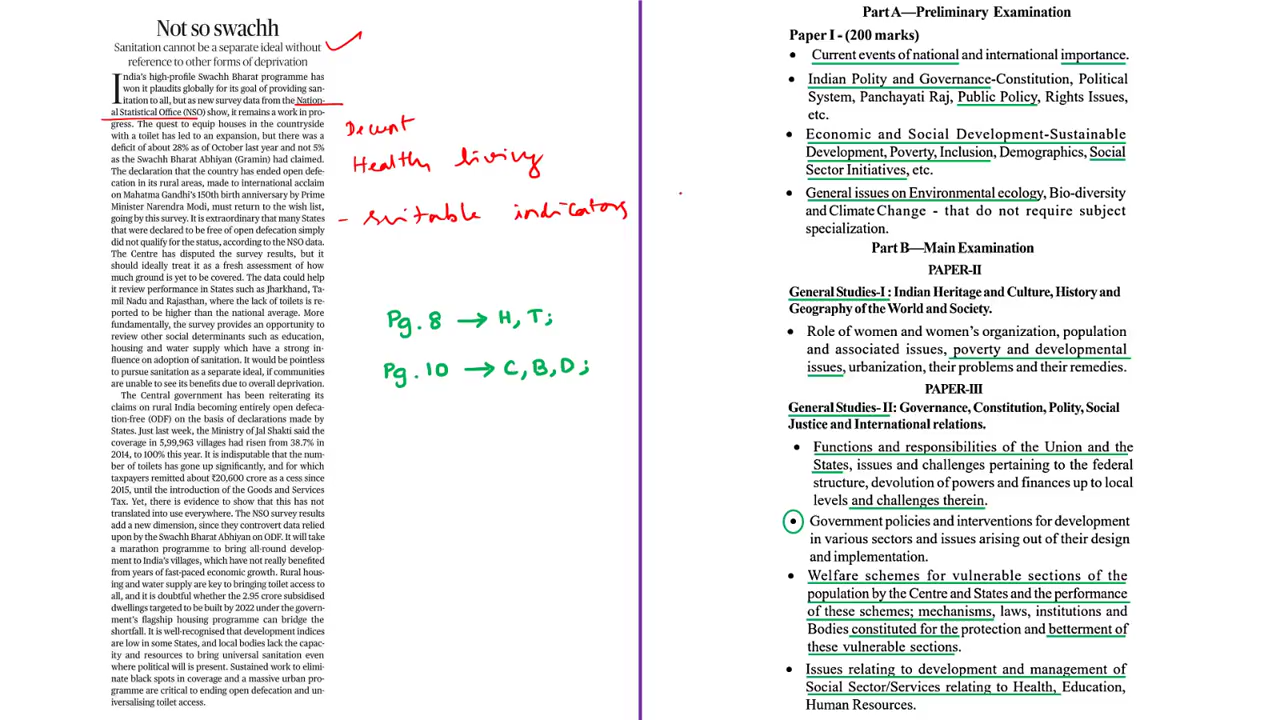 Not so swachh
Sanitation cannot be a separate ideal without
reference to other forms of deprivation
India's high-profile Swachh Bharat programme has
won it plaudits globally for its goal of providing san-
itation to all, but as new survey data from the Nation-
al Statistical Office (NSO) show, it remains a work in pro-
gress. The quest to equip houses in the countryside
with a toilet has led to an expansion, but there was a
deficit of about 28% as of October last year and not 5%
as the Swachh Bharat Abhiyan (Gramin) had claimed.
The declaration that the country has ended open defe-
cation in its rural areas, made to international acclaim
on Mahatma Gandhi's 150th birth anniversary by Prime
Minister Narendra Modi, must return to the wish list,
going by this survey. It is extraordinary that many States
that were declared to be free of open defecation simply
did not qualify for the status, according to the NSO data.
The Centre has disputed the survey results, but it
should ideally treat it as a fresh assessment of how
much ground is yet to be covered. The data could help
it review performance in States such as Jharkhand, Ta-
mil Nadu and Rajasthan, where the lack of toilets is re-
ported to be higher than the national average. More
fundamentally, the survey provides an opportunity to
review other social determinants such as education,
housing and water supply which have a strong in-
fluence on adoption of sanitation. It would be pointless
to pursue sanitation as a separate ideal, if communities
are unable to see its benefits due to overall deprivation.
The Central government has been reiterating its
claims on rural India becoming entirely open defeca-
tion-free (ODF) on the basis of declarations made by
States. Just last week, the Ministry of Jal Shakti said the
coverage in 5,99,963 villages had risen from 38.7% in
2014, to 100% this year. It is indisputable that the num-
ber of toilets has gone up significantly, and for which
taxpayers remitted about ₹20,600 crore as a cess since
2015, until the introduction of the Goods and Services
Tax. Yet, there is evidence to show that this has not
translated into use everywhere. The NSO survey results
add a new dimension, since they controvert data relied
upon by the Swachh Bharat Abhiyan on ODF. It will take
a marathon programme to bring all-round develop-
ment to India's villages, which have not really benefited
from years of fast-paced economic growth. Rural hous-
ing and water supply are key to bringing toilet access to
all, and it is doubtful whether the 2.95 crore subsidised
dwellings targeted to be built by 2022 under the govern-
ment's flagship housing programme can bridge the
shortfall. It is well-recognised that development indices
are low in some States, and local bodies lack the capac-
ity and resources to bring universal sanitation even
where political will is present. Sustained work to elimi-
nate black spots in coverage and a massive urban pro-
gramme are critical to ending open defecation and un-
iversalising toilet access.
Decent
Healthy living
- suitable indicators
Pg. 8 → H, T;
Pg. 10 → C, B, D;
Part A—Preliminary Examination
Paper I - (200 marks)
• Current events of national and international importance.
• Indian Polity and Governance-Constitution, Political
System, Panchayati Raj, Public Policy, Rights Issues,
etc.
• Economic and Social Development-Sustainable
Development, Poverty, Inclusion, Demographics, Social
Sector Initiatives, etc.
• General issues on Environmental ecology, Bio-diversity
and Climate Change - that do not require subject
specialization.
Part B—Main Examination
PAPER-II
General Studies-I : Indian Heritage and Culture, History and
Geography of the World and Society.
• Role of women and women's organization, population
and associated issues, poverty and developmental
issues, urbanization, their problems and their remedies.
PAPER-III
General Studies- II: Governance, Constitution, Polity, Social
Justice and International relations.
• Functions and responsibilities of the Union and the
States, issues and challenges pertaining to the federal
structure, devolution of powers and finances up to local
levels and challenges therein.
• Government policies and interventions for development
in various sectors and issues arising out of their design
and implementation.
• Welfare schemes for vulnerable sections of the
population by the Centre and States and the performance
of these schemes; mechanisms, laws, institutions and
Bodies constituted for the protection and betterment of
these vulnerable sections.
• Issues relating to development and management of
Social Sector/Services relating to Health, Education,
Human Resources.